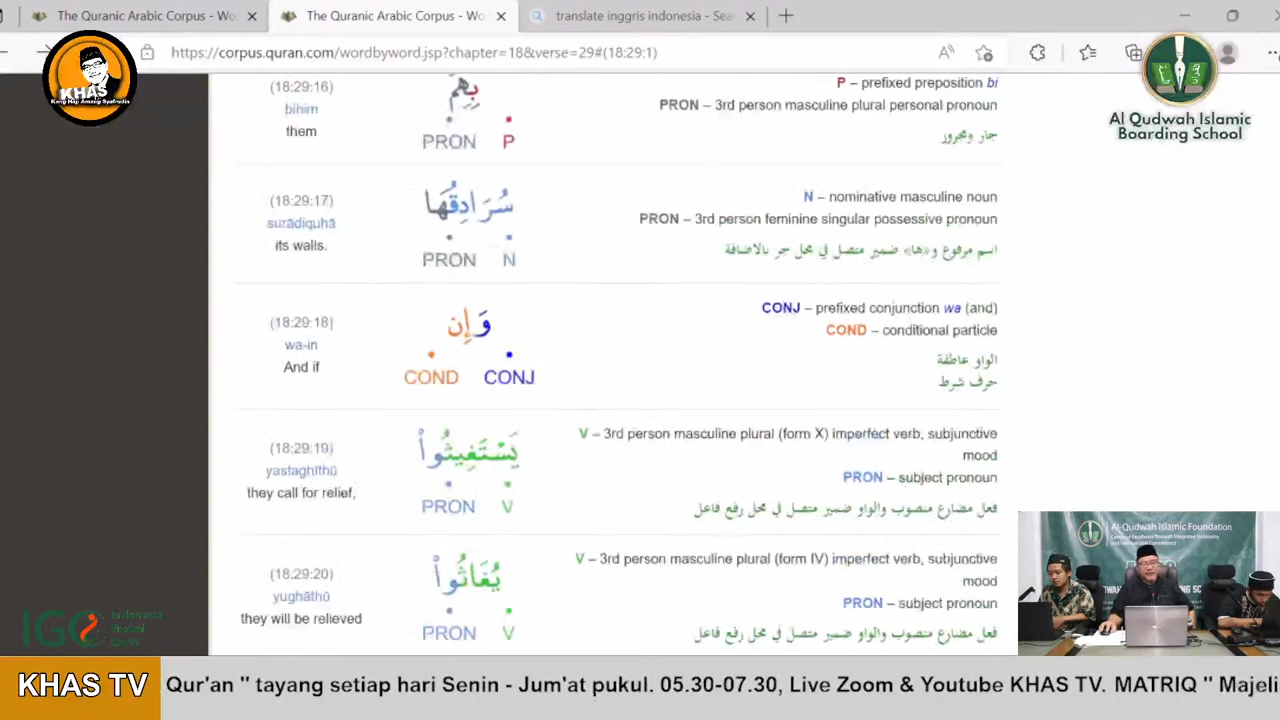 The Quranic Arabic Corpus - Wo
The Quranic Arabic Corpus - Wo
translate inggris indonesia - Sea
https://corpus.quran.com/wordbyword.jsp?chapter=18&verse=29#(18:29:1)
KHAS
Kang Haji Amang Syafrudin
Al Qudwah Islamic
Boarding School
(18:29:16)
bihim
them
بِهِمْ
PRON P
P – prefixed preposition bi
PRON – 3rd person masculine plural personal pronoun
جار ومجرور
(18:29:17)
surādiquhā
its walls.
سُرَادِقُهَا
PRON N
N – nominative masculine noun
PRON – 3rd person feminine singular possessive pronoun
اسم مرفوع و«ها» ضمير متصل في محل جر بالاضافة
(18:29:18)
wa-in
And if
وَإِن
COND CONJ
CONJ – prefixed conjunction wa (and)
COND – conditional particle
الواو عاطفة
حرف شرط
(18:29:19)
yastaghīthū
they call for relief,
يَسْتَغِيثُوا۟
PRON V
V – 3rd person masculine plural (form X) imperfect verb, subjunctive
mood
PRON – subject pronoun
فعل مضارع منصوب والواو ضمير متصل في محل رفع فاعل
(18:29:20)
yughāthū
they will be relieved
يُغَاثُوا۟
PRON V
V – 3rd person masculine plural (form IV) imperfect verb, subjunctive
mood
PRON – subject pronoun
فعل مضارع منصوب والواو ضمير متصل في محل رفع فاعل
Al-Qudwah Islamic Foundation
Indonesia
Global
KHAS TV
Qur'an " tayang setiap hari Senin - Jum'at pukul. 05.30-07.30, Live Zoom & Youtube KHAS TV. MATRIQ " Majeli